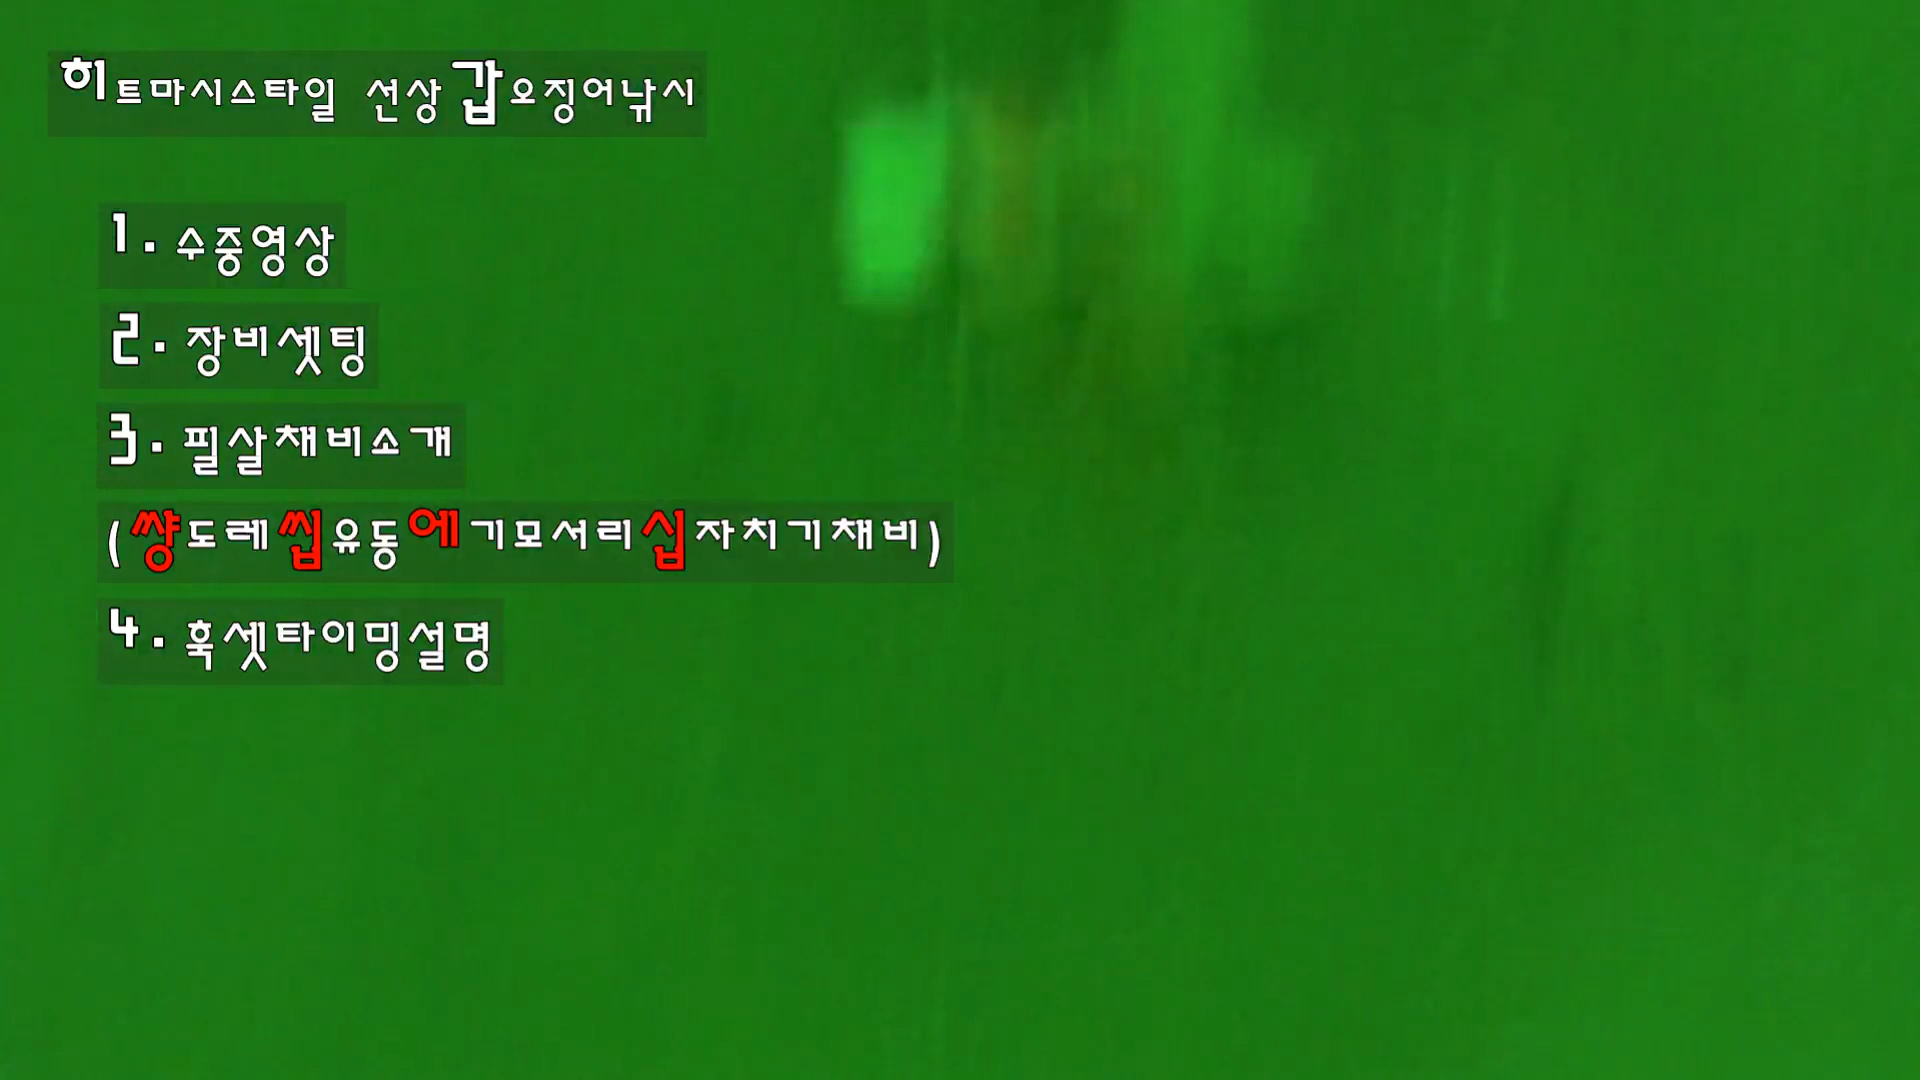 히트마시스타일 선상갑오징어낚시
1. 수중영상
2. 장비셋팅
3. 필살채비소개
(쌍도레씹유동에기모서리십자치기채비)
4. 훅셋타이밍설명